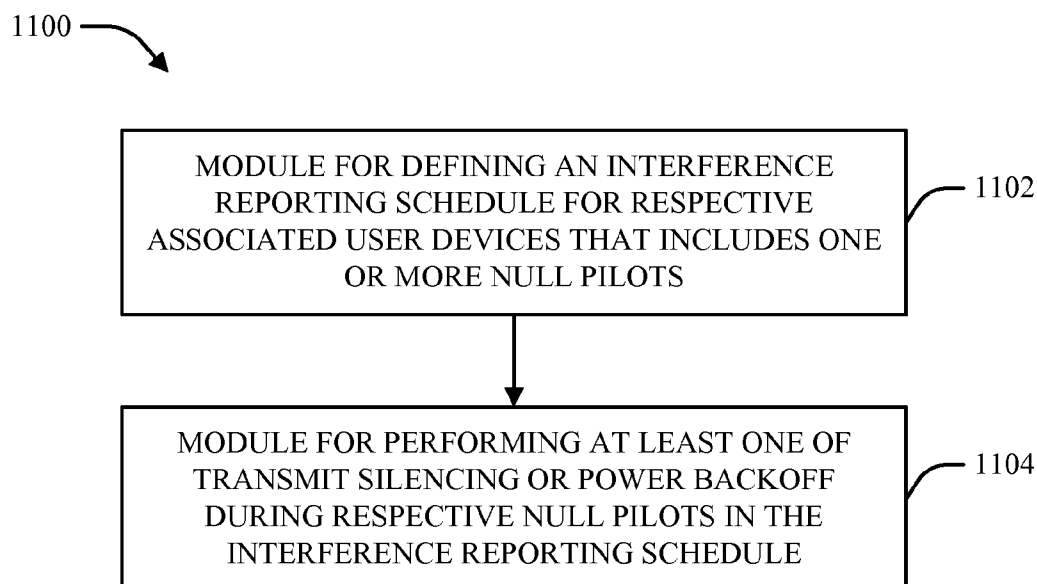 1100
MODULE FOR DEFINING AN INTERFERENCE
REPORTING SCHEDULE FOR RESPECTIVE
ASSOCIATED USER DEVICES THAT INCLUDES ONE
OR MORE NULL PILOTS
1102
MODULE FOR PERFORMING AT LEAST ONE OF
TRANSMIT SILENCING OR POWER BACKOFF
DURING RESPECTIVE NULL PILOTS IN THE
INTERFERENCE REPORTING SCHEDULE
1104